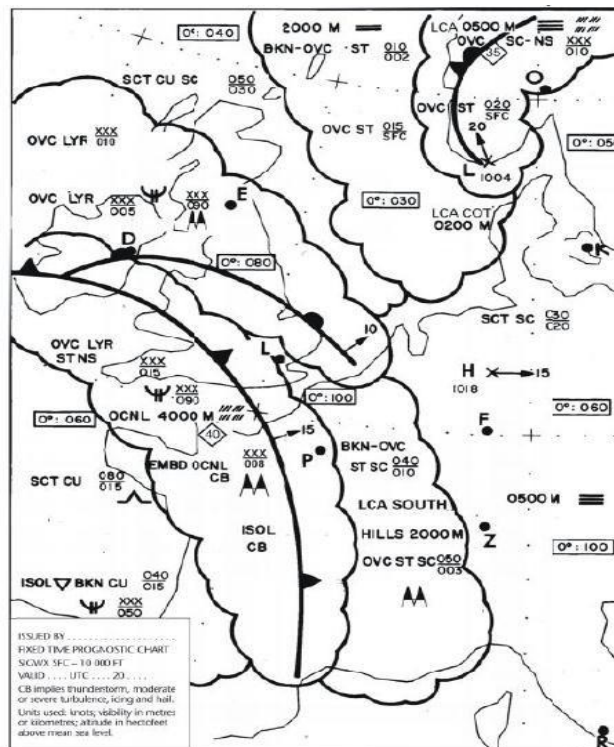 2000 M
BKN-OVC ST 010
002
LCA 0500 M
OVC SC-NS XXX
010
35
0°: 040
SCT CU SC 050
030
OVC ST 020
SFC
O
OVC ST 015
SFC
20
0°: 050
OVC LYR XXX
010
L
1004
0°: 030
LCA COT
0200 M
OVC LYR XXX
005
XXX
090
E
D
0°: 080
K
10
SCT SC 030
020
OVC LYR
ST NS
XXX
015
L
H
1018
15
XXX
090
0°: 100
OCNL 4000 M
0°: 060
0°: 060
40
15
F
P
BKN-OVC
ST SC 040
010
EMBD OCNL
CB
XXX
008
SCT CU 080
015
LCA SOUTH
HILLS 2000 M
0500 M
Z
ISOL
CB
OVC ST SC 050
003
0°: 100
ISOL BKN CU 040
015
XXX
050
ISSUED BY
FIXED TIME PROGNOSTIC CHART
SIGWX SFC – 10 000 FT
VALID .... UTC .... 20 ....
CB implies thunderstorm, moderate
or severe turbulence, icing and hail.
Units used: knots; visibility in metres
or kilometres; altitude in hectofeet
above mean sea level.
R